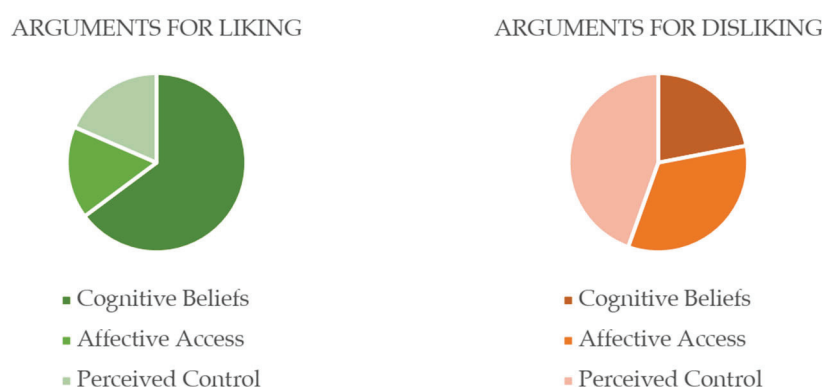 ARGUMENTS FOR LIKING
Cognitive Beliefs
Affective Access
Perceived Control
ARGUMENTS FOR DISLIKING
Cognitive Beliefs
Affective Access
Perceived Control